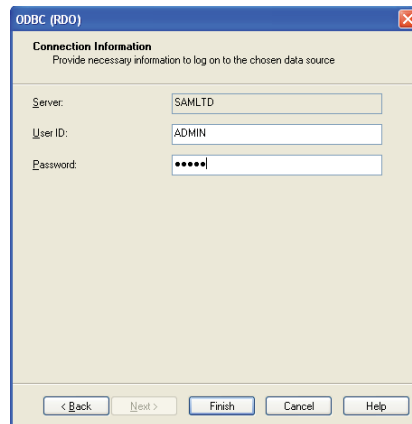 ODBC (RDO)
Connection Information
Provide necessary information to log on to the chosen data source
Server:
SAMLTD
User ID:
ADMIN
Password:
●●●●●
< Back
Next >
Finish
Cancel
Help